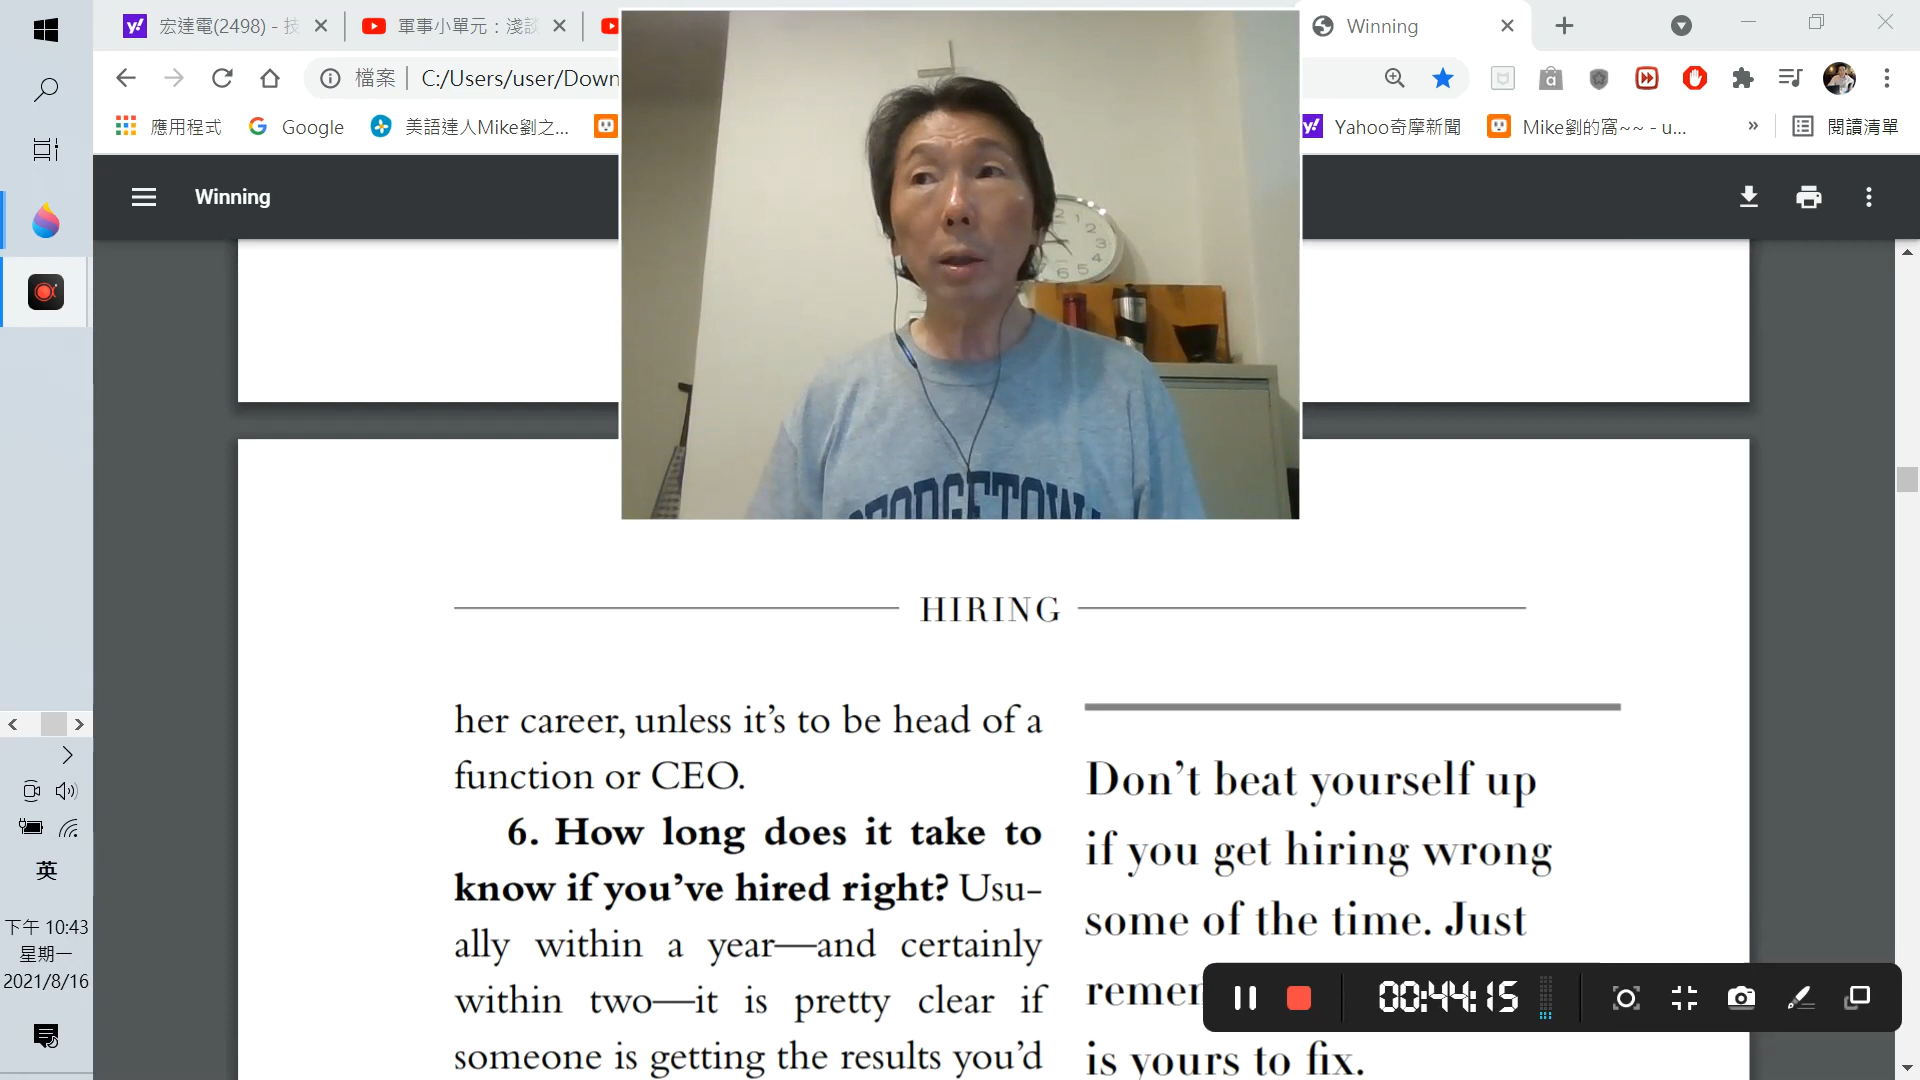 宏達電(2498) - 技
軍事小單元：淺談
Winning
檔案
C:/Users/user/Down
應用程式
Google
美語達人Mike劉之...
Yahoo奇摩新聞
Mike劉的窩~~ - u...
»
閱讀清單
Winning
GEORGETOWN
HIRING
her career, unless it’s to be head of a
function or CEO.
6. How long does it take to
know if you’ve hired right? Usu-
ally within a year—and certainly
within two—it is pretty clear if
someone is getting the results you’d
Don’t beat yourself up
if you get hiring wrong
some of the time. Just
is yours to fix.
00:44:15
英
下午 10:43
星期一
2021/8/16